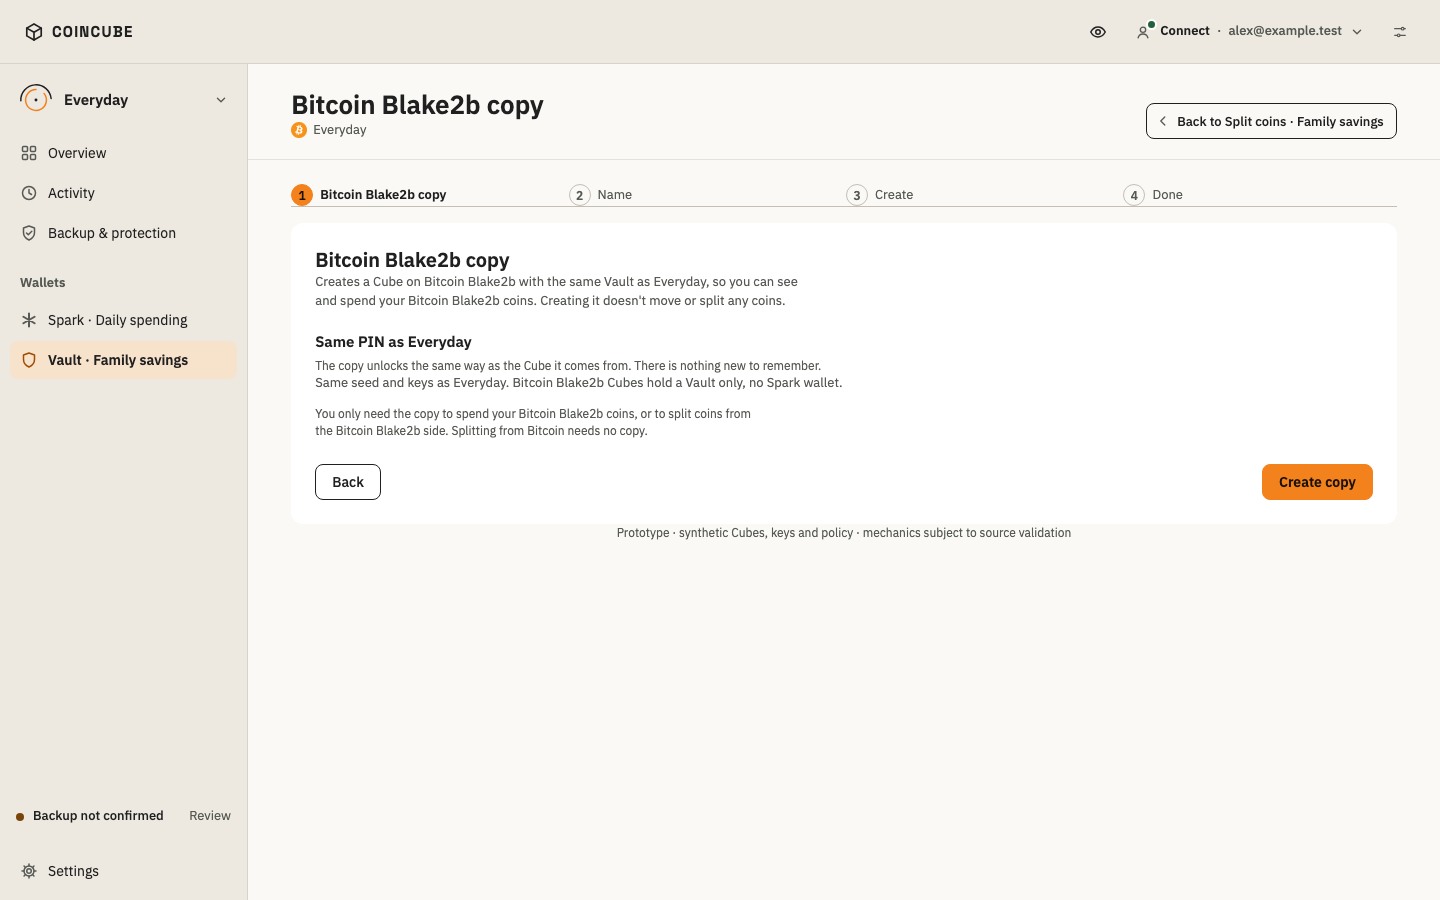 COINCUBE
Connect · alex@example.test
Everyday
Overview
Activity
Backup & protection
Wallets
Spark · Daily spending
Vault · Family savings
Backup not confirmed Review
Settings
Bitcoin Blake2b copy
Everyday
Back to Split coins · Family savings
1 Bitcoin Blake2b copy
2 Name
3 Create
4 Done
Bitcoin Blake2b copy
Creates a Cube on Bitcoin Blake2b with the same Vault as Everyday, so you can see
and spend your Bitcoin Blake2b coins. Creating it doesn't move or split any coins.
Same PIN as Everyday
The copy unlocks the same way as the Cube it comes from. There is nothing new to remember.
Same seed and keys as Everyday. Bitcoin Blake2b Cubes hold a Vault only, no Spark wallet.
You only need the copy to spend your Bitcoin Blake2b coins, or to split coins from
the Bitcoin Blake2b side. Splitting from Bitcoin needs no copy.
Back
Create copy
Prototype · synthetic Cubes, keys and policy · mechanics subject to source validation